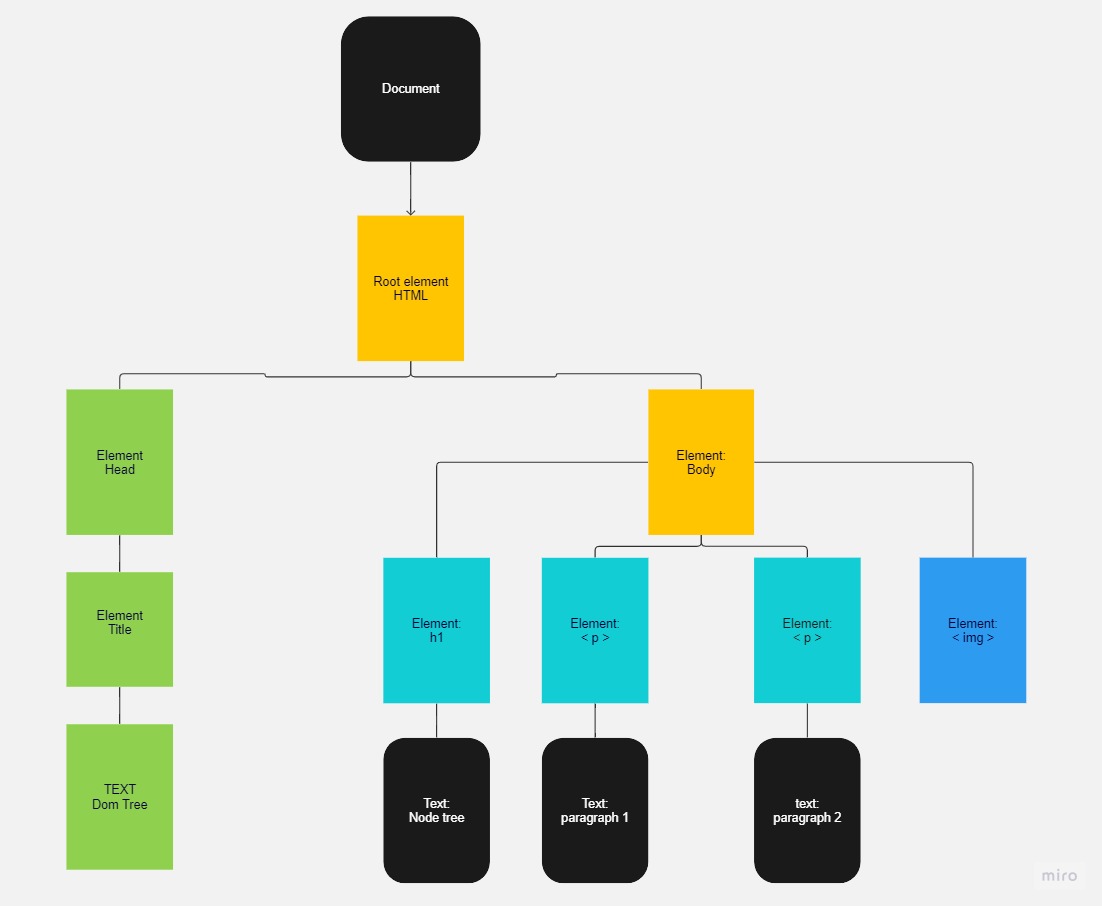 Document
Root element
HTML
Element
Head
Element:
Body
Element
Title
Element:
h1
Element:
< p >
Element:
< p >
Element:
< img >
TEXT
Dom Tree
Text:
Node tree
Text:
paragraph 1
text:
paragraph 2
miro